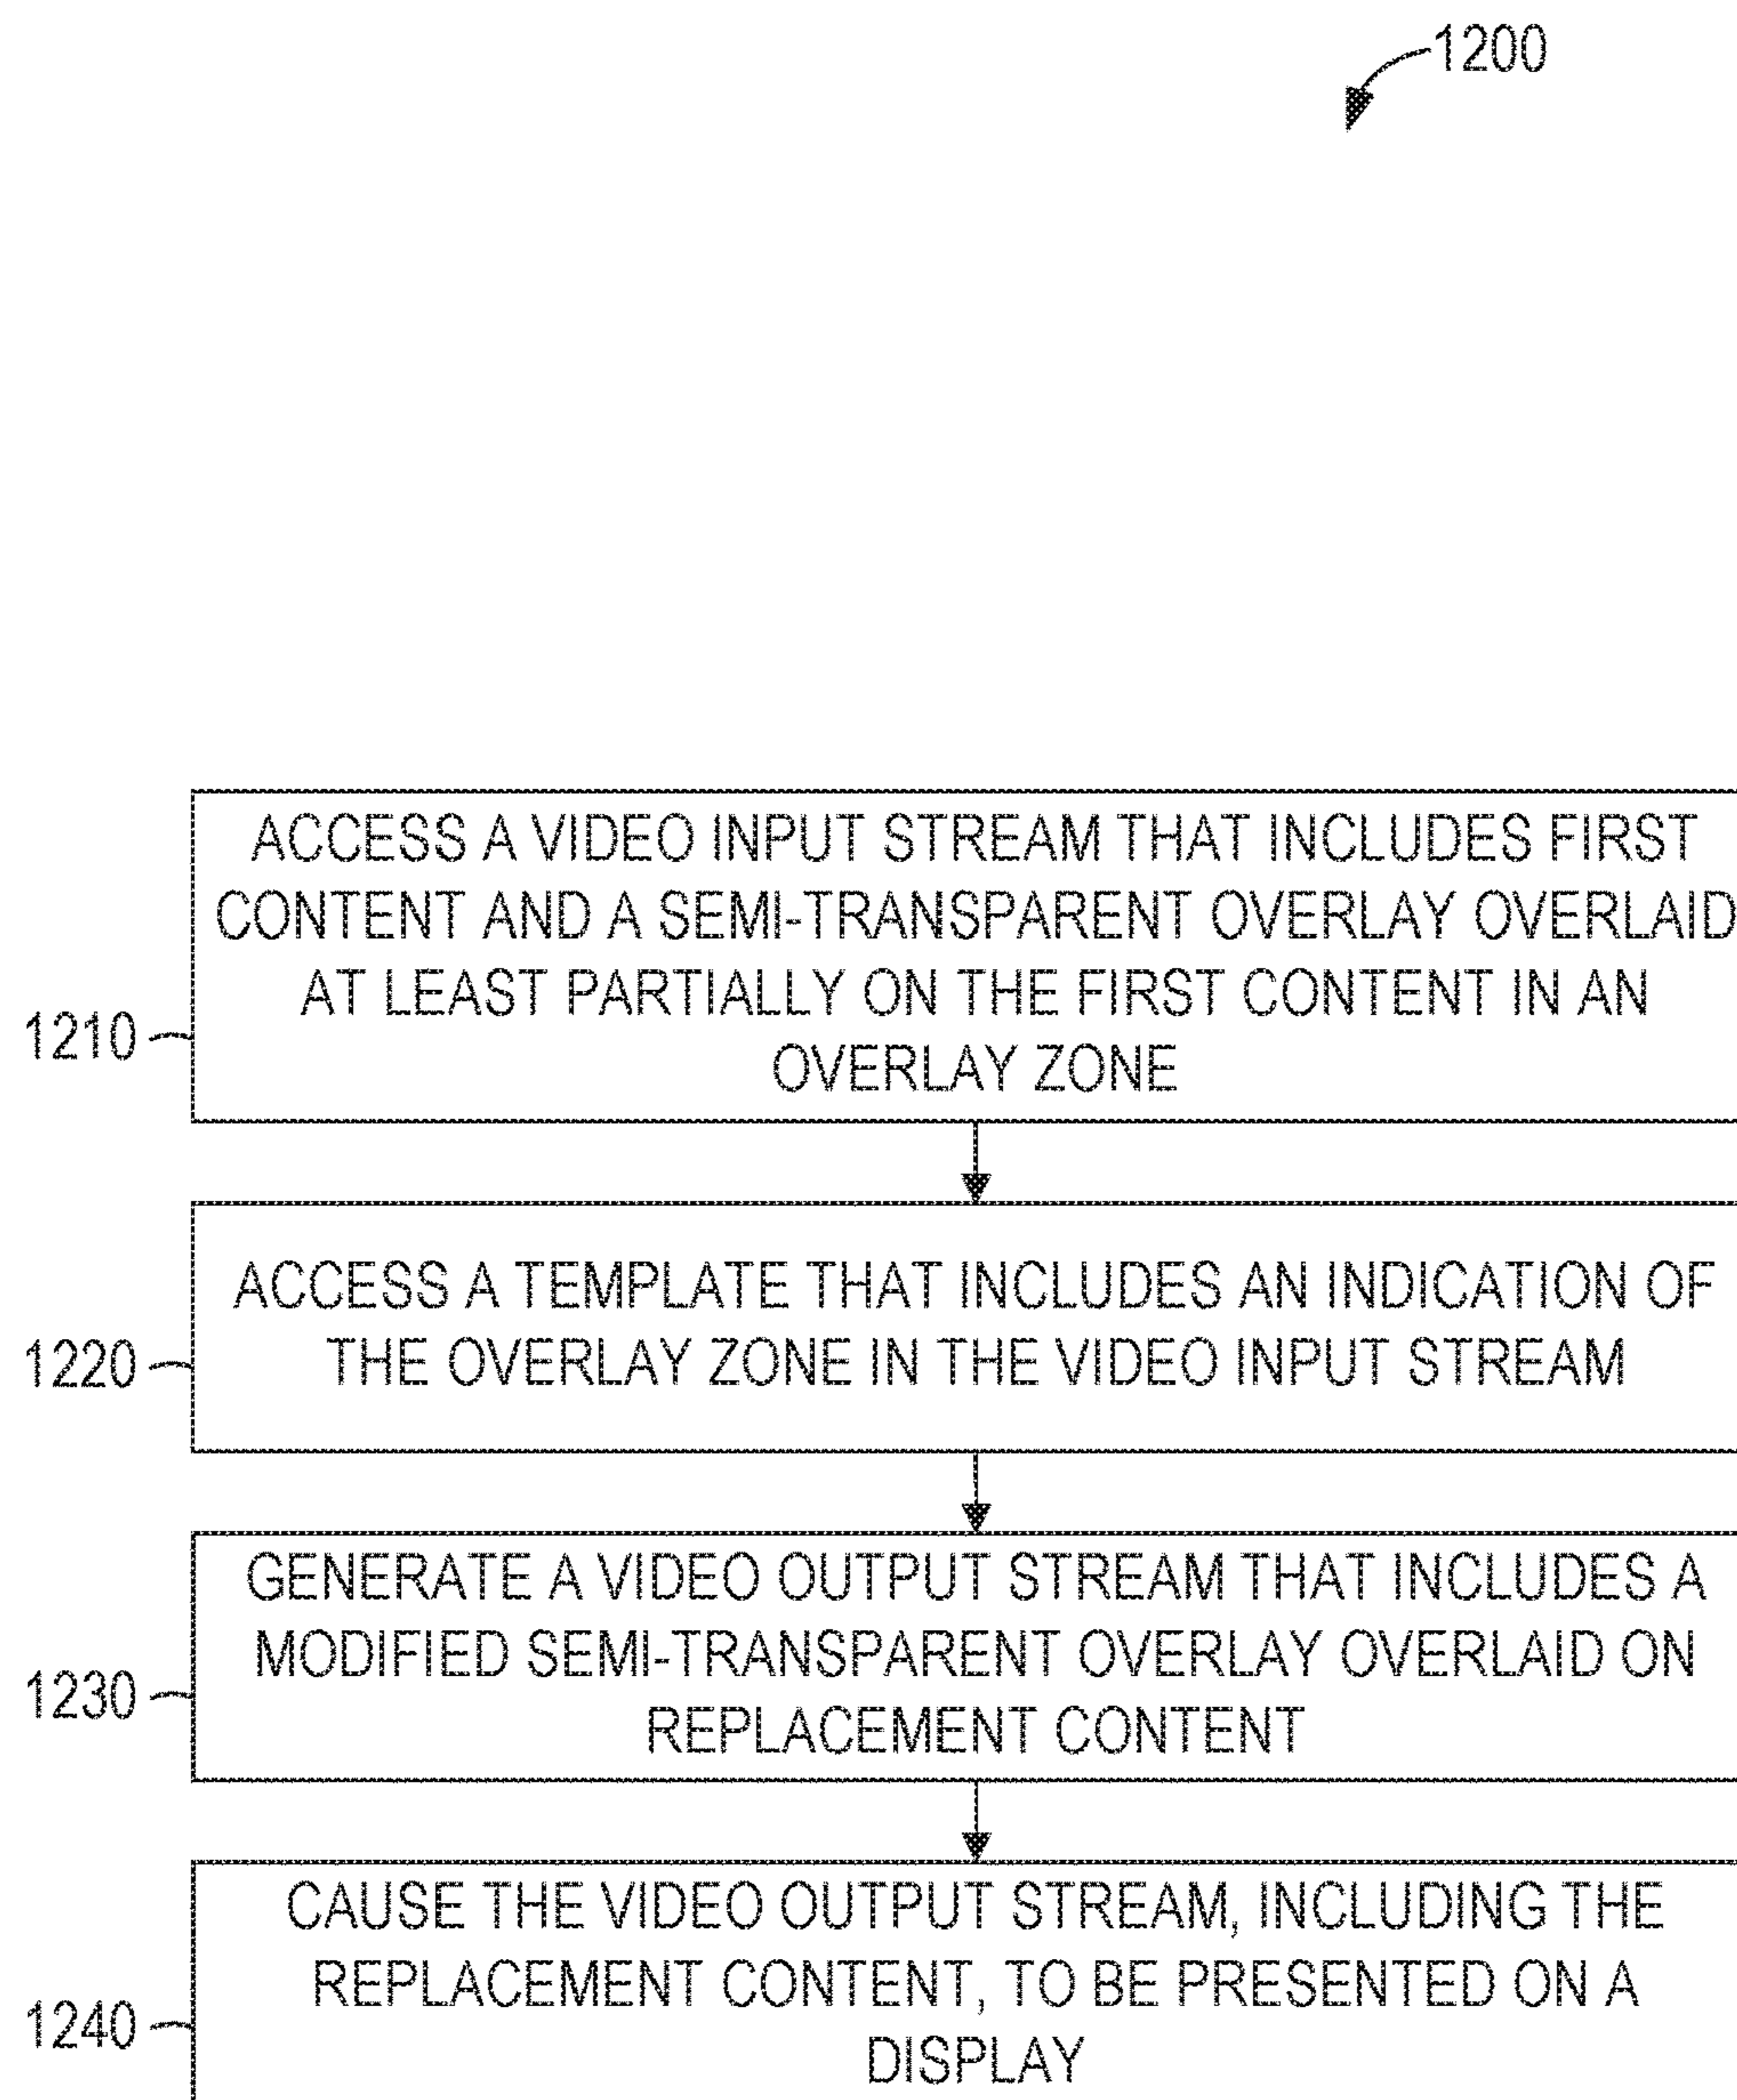 1200
ACCESS A VIDEO INPUT STREAM THAT INCLUDES FIRST
CONTENT AND A SEMI-TRANSPARENT OVERLAY OVERLAID
AT LEAST PARTIALLY ON THE FIRST CONTENT IN AN
OVERLAY ZONE
1210
ACCESS A TEMPLATE THAT INCLUDES AN INDICATION OF
THE OVERLAY ZONE IN THE VIDEO INPUT STREAM
1220
GENERATE A VIDEO OUTPUT STREAM THAT INCLUDES A
MODIFIED SEMI-TRANSPARENT OVERLAY OVERLAID ON
REPLACEMENT CONTENT
1230
CAUSE THE VIDEO OUTPUT STREAM, INCLUDING THE
REPLACEMENT CONTENT, TO BE PRESENTED ON A
DISPLAY
1240